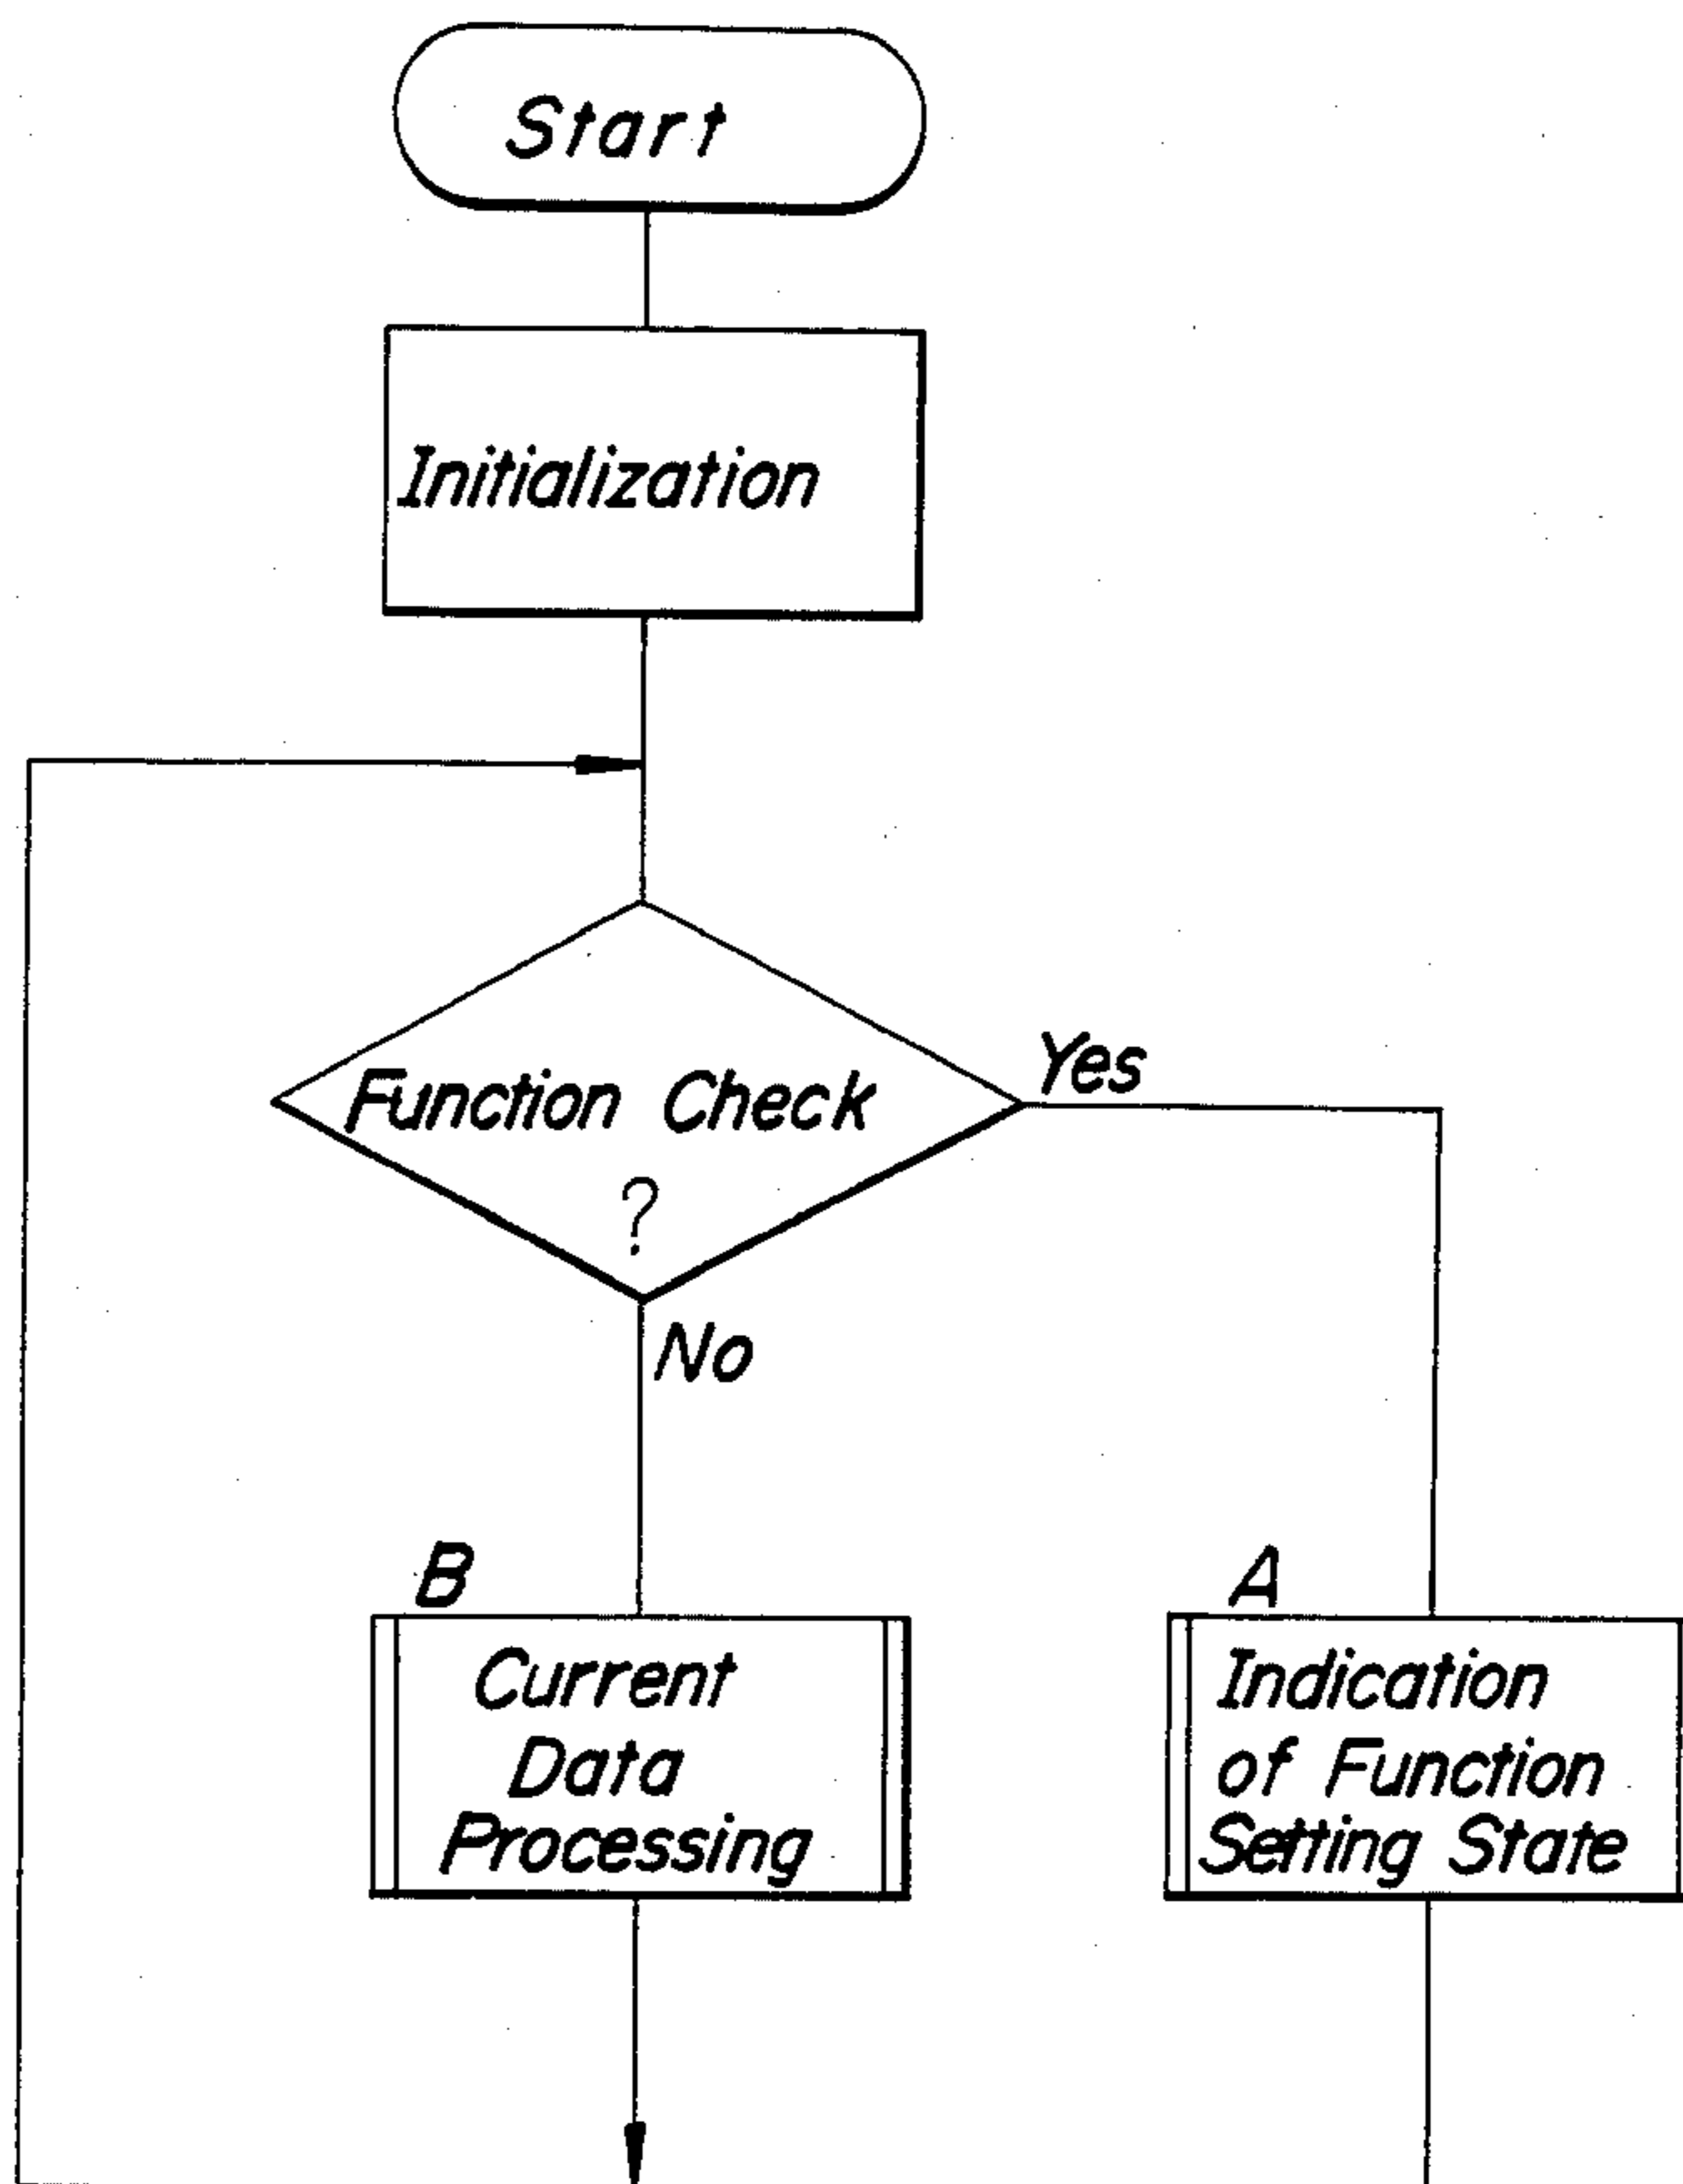 Start
Initialization
Function Check
?
Yes
No
B
Current
Data
Processing
A
Indication
of Function
Setting State